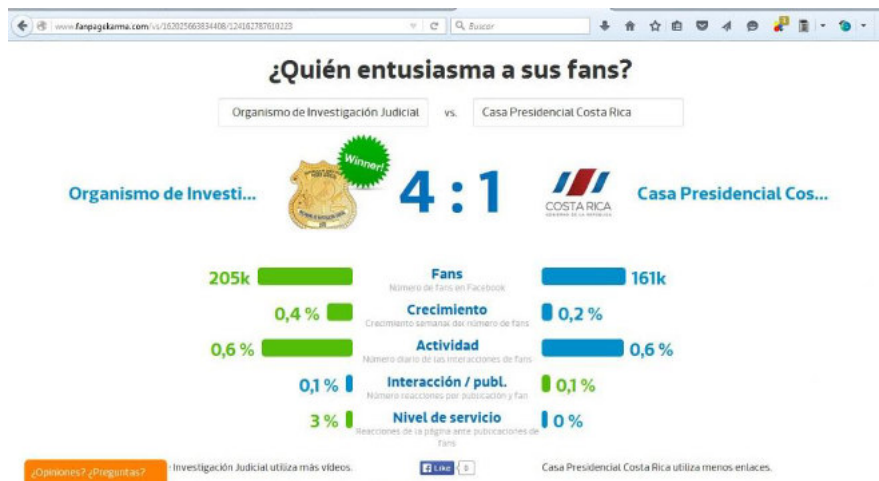 www.fanpagekarma.com/vs/162025663834408/124162787610223
Buscar
¿Quién entusiasma a sus fans?
Organismo de Investigación Judicial vs. Casa Presidencial Costa Rica
Winner!
Organismo de Investi... 4 : 1 Casa Presidencial Cos...
COSTA RICA
GOBIERNO DE LA REPÚBLICA
205k Fans 161k
Número de fans en Facebook
0,4 % Crecimiento 0,2 %
Crecimiento semanal del número de fans
0,6 % Actividad 0,6 %
Número diario de las interacciones de fans
0,1 % Interacción / publ. 0,1 %
Número reacciones por publicación y fan
3 % Nivel de servicio 0 %
Reacciones de la página ante publicaciones de
fans
¿Opiniones? ¿Preguntas? Investigación Judicial utiliza más vídeos. Like 0 Casa Presidencial Costa Rica utiliza menos enlaces.